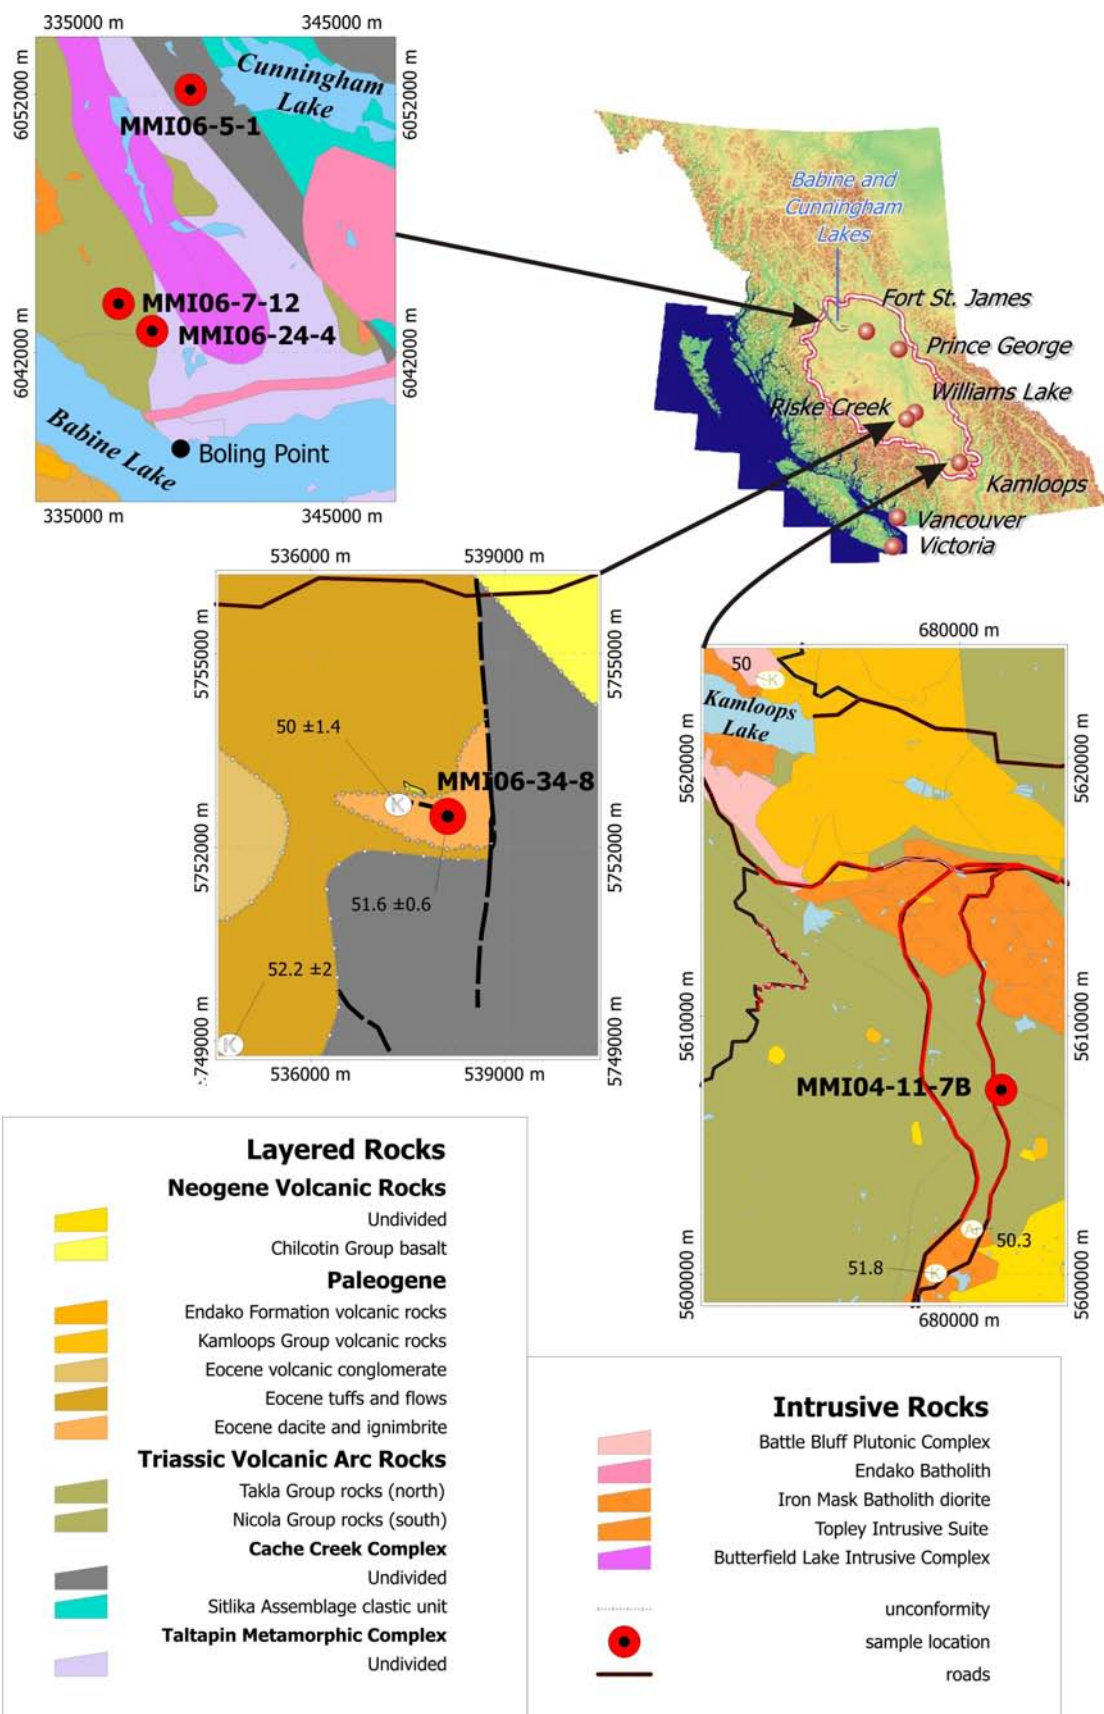 335000 m
345000 m
6052000 m
6052000 m
Cunningham
Lake
MMI06-5-1
MMI06-7-12
MMI06-24-4
6042000 m
6042000 m
Babine Lake
Boling Point
335000 m
345000 m
Babine and
Cunningham
Lakes
Fort St. James
Prince George
Williams Lake
Riske Creek
Kamloops
Vancouver
Victoria
536000 m
539000 m
5755000 m
5755000 m
50 ±1.4
MMI06-34-8
K
5752000 m
5752000 m
51.6 ±0.6
52.2 ±2
K
5749000 m
5749000 m
536000 m
539000 m
680000 m
50
K
Kamloops
Lake
5620000 m
5620000 m
5610000 m
5610000 m
MMI04-11-7B
Ar
50.3
51.8
K
5600000 m
5600000 m
680000 m
Layered Rocks
Neogene Volcanic Rocks
Undivided
Chilcotin Group basalt
Paleogene
Endako Formation volcanic rocks
Kamloops Group volcanic rocks
Eocene volcanic conglomerate
Eocene tuffs and flows
Eocene dacite and ignimbrite
Triassic Volcanic Arc Rocks
Takla Group rocks (north)
Nicola Group rocks (south)
Cache Creek Complex
Undivided
Sitlika Assemblage clastic unit
Taltapin Metamorphic Complex
Undivided
Intrusive Rocks
Battle Bluff Plutonic Complex
Endako Batholith
Iron Mask Batholith diorite
Topley Intrusive Suite
Butterfield Lake Intrusive Complex
unconformity
sample location
roads